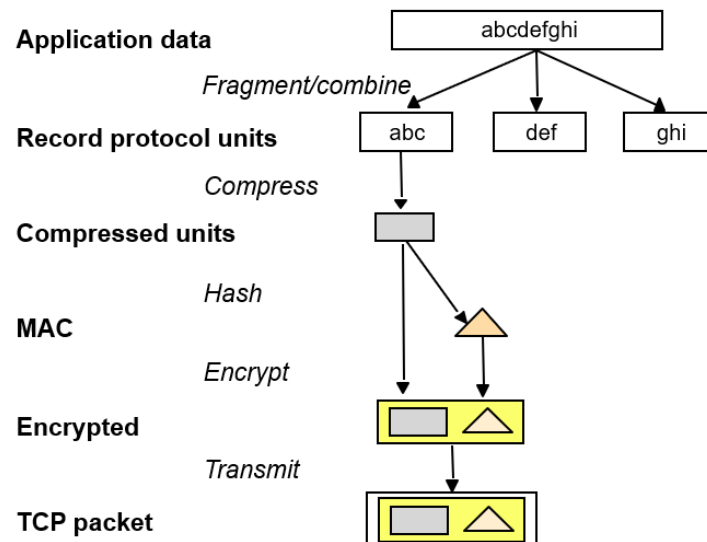 Application data
abcdefghi
Fragment/combine
Record protocol units
abc
def
ghi
Compress
Compressed units
Hash
MAC
Encrypt
Encrypted
Transmit
TCP packet